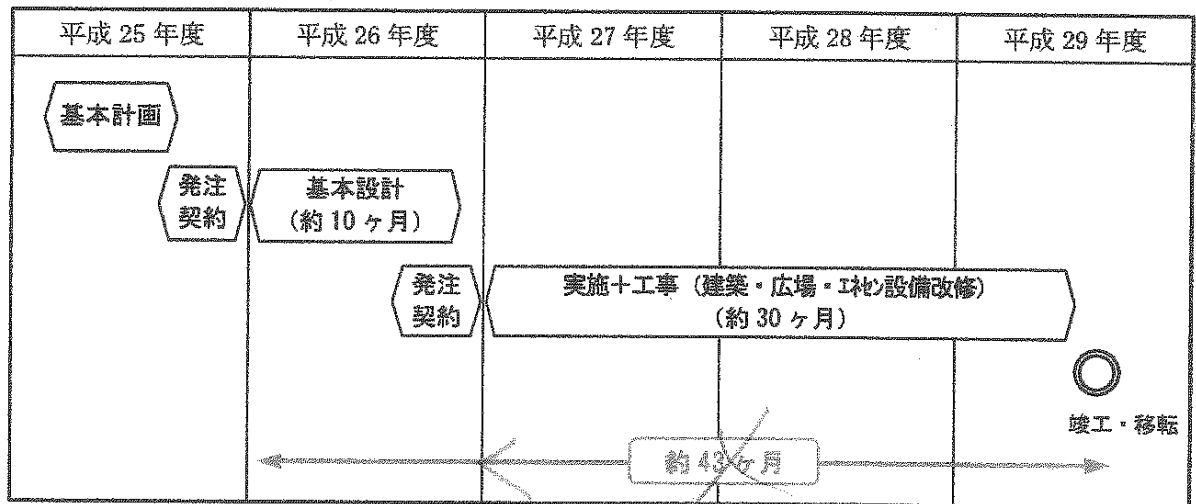 平成 25 年度
平成 26 年度
平成 27 年度
平成 28 年度
平成 29 年度
基本計画
発注
契約
基本設計
(約 10 ヶ月)
発注
契約
実施＋工事 (建築・広場・ｴﾈｾﾝ設備改修)
(約 30 ヶ月)
竣工・移転
約 43 ヶ月